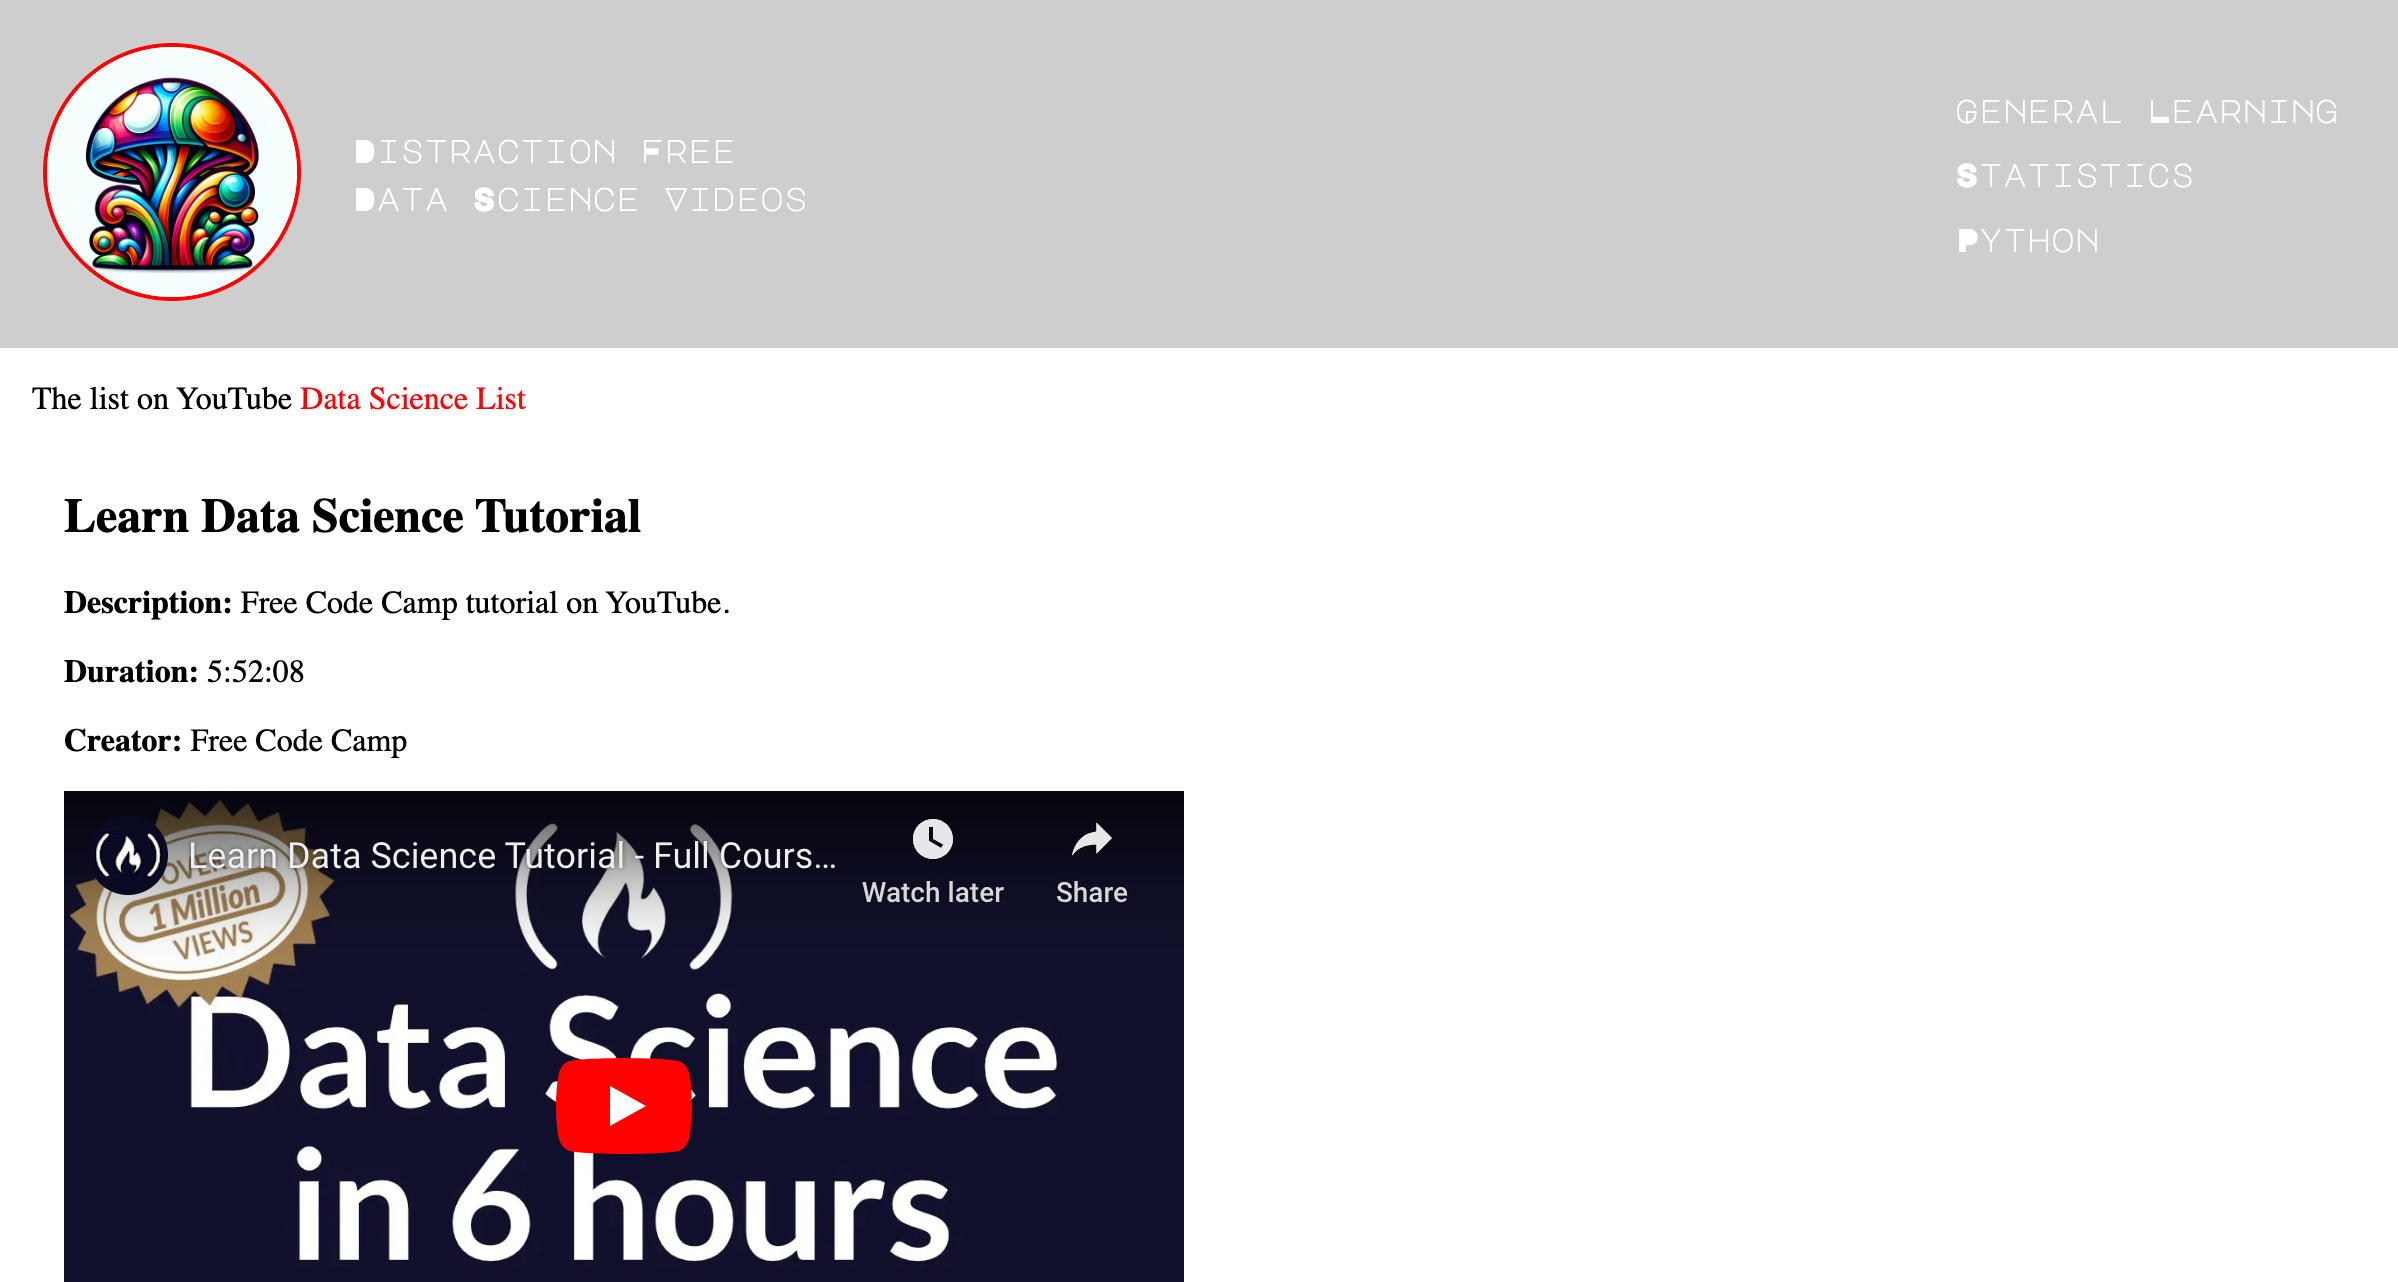 Distraction Free
Data Science Videos
General Learning
Statistics
Python
The list on YouTube Data Science List
Learn Data Science Tutorial
Description: Free Code Camp tutorial on YouTube.
Duration: 5:52:08
Creator: Free Code Camp
Learn Data Science Tutorial - Full Cours...
Watch later
Share
OVER
1 Million
VIEWS
Data Science
in 6 hours